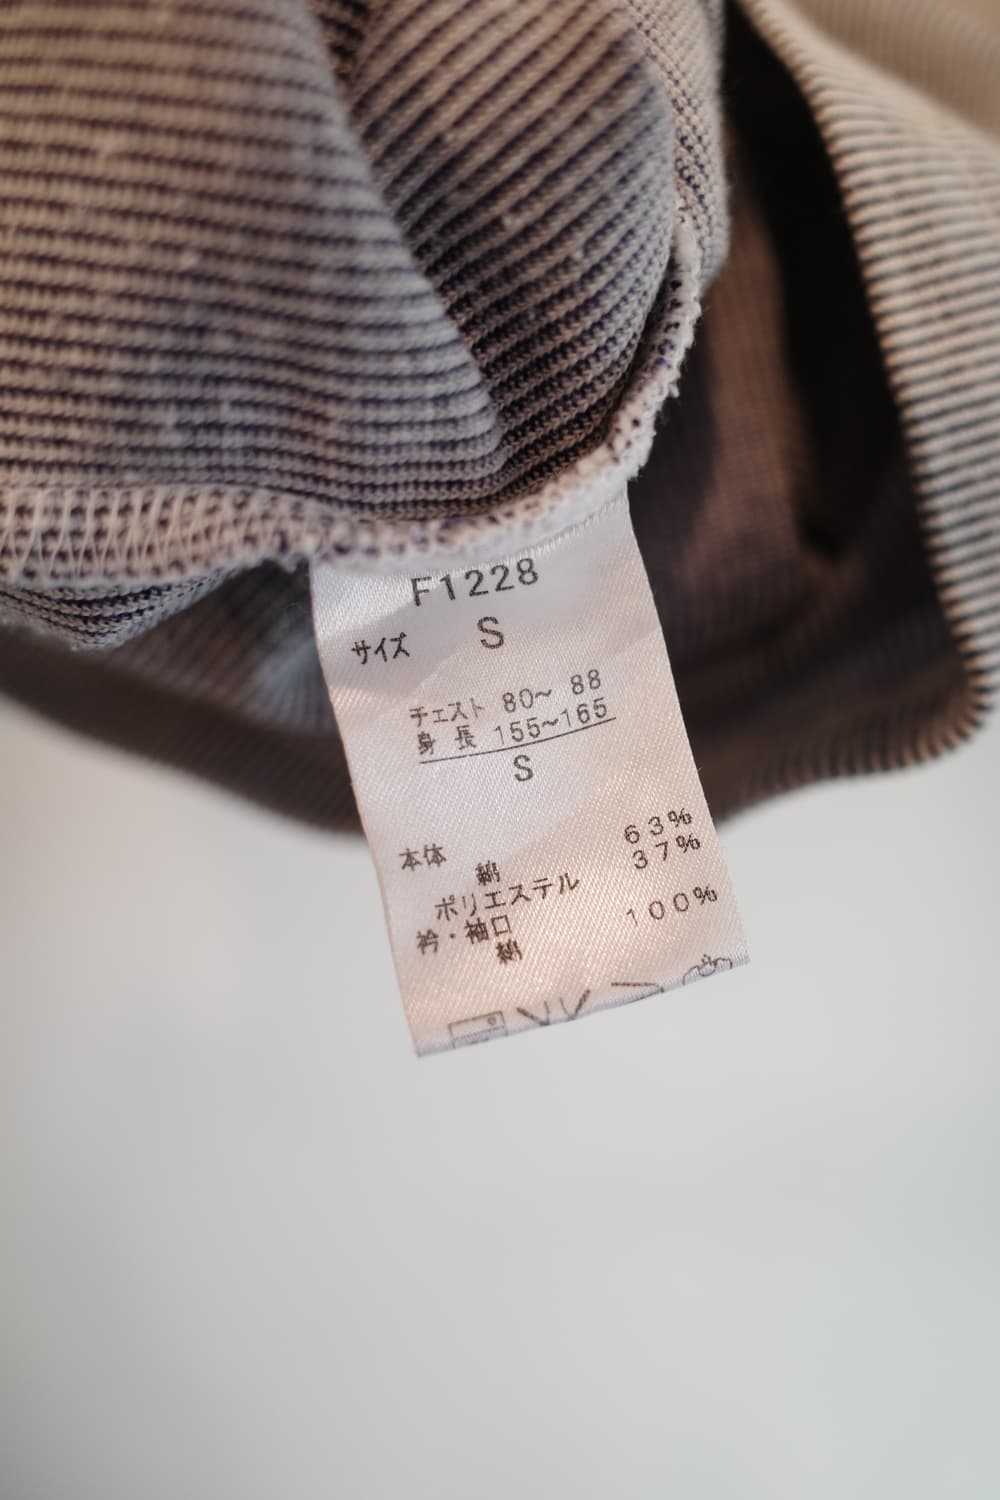 F1228
サイズ S
チェスト 80~ 88
身 長 155~165
S
本体
綿 63%
ポリエステル 37%
衿・袖口
綿 100%